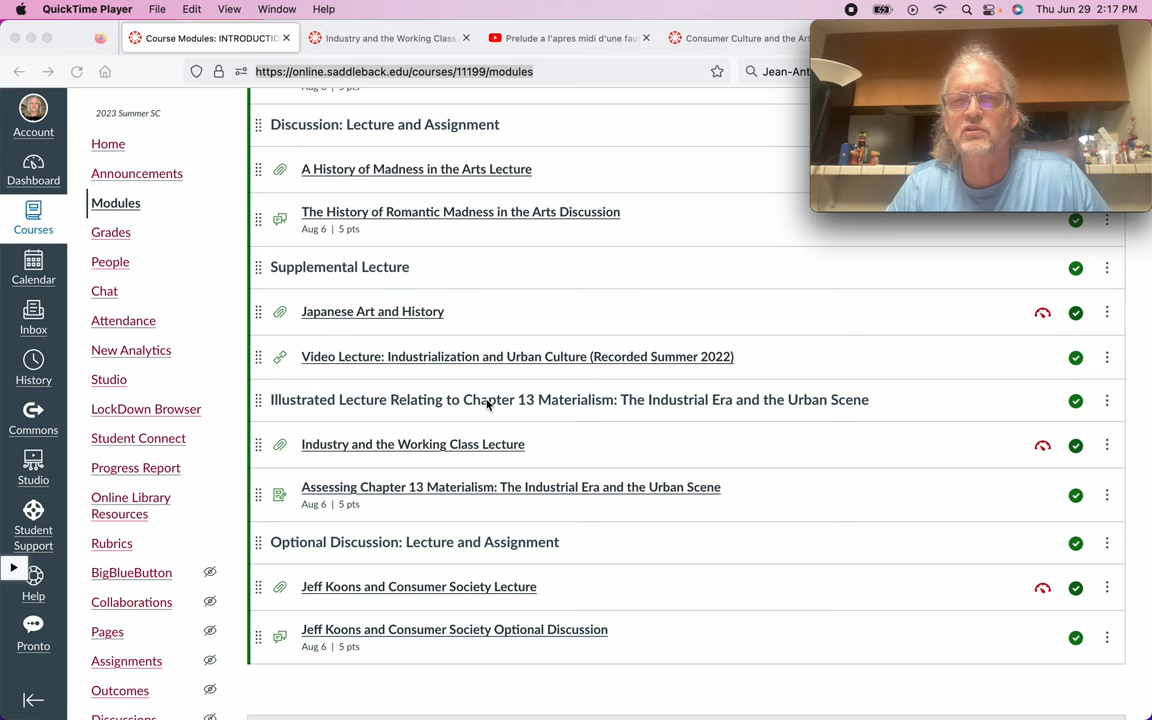 QuickTime Player File Edit View Window Help Thu Jun 29 2:17 PM
Course Modules: INTRODUCTIO
Industry and the Working Class
Prelude a l'apres midi d'une fau
Consumer Culture and the Art
https://online.saddleback.edu/courses/11199/modules
Jean-Ant
Account
Dashboard
Courses
Calendar
Inbox
History
Commons
Studio
Student
Support
Help
Pronto
2023 Summer SC
Home
Announcements
Modules
Grades
People
Chat
Attendance
New Analytics
Studio
LockDown Browser
Student Connect
Progress Report
Online Library
Resources
Rubrics
BigBlueButton
Collaborations
Pages
Assignments
Outcomes
Discussions
Aug 6 | 5 pts
Discussion: Lecture and Assignment
A History of Madness in the Arts Lecture
The History of Romantic Madness in the Arts Discussion
Aug 6 | 5 pts
Supplemental Lecture
Japanese Art and History
Video Lecture: Industrialization and Urban Culture (Recorded Summer 2022)
Illustrated Lecture Relating to Chapter 13 Materialism: The Industrial Era and the Urban Scene
Industry and the Working Class Lecture
Assessing Chapter 13 Materialism: The Industrial Era and the Urban Scene
Aug 6 | 5 pts
Optional Discussion: Lecture and Assignment
Jeff Koons and Consumer Society Lecture
Jeff Koons and Consumer Society Optional Discussion
Aug 6 | 5 pts